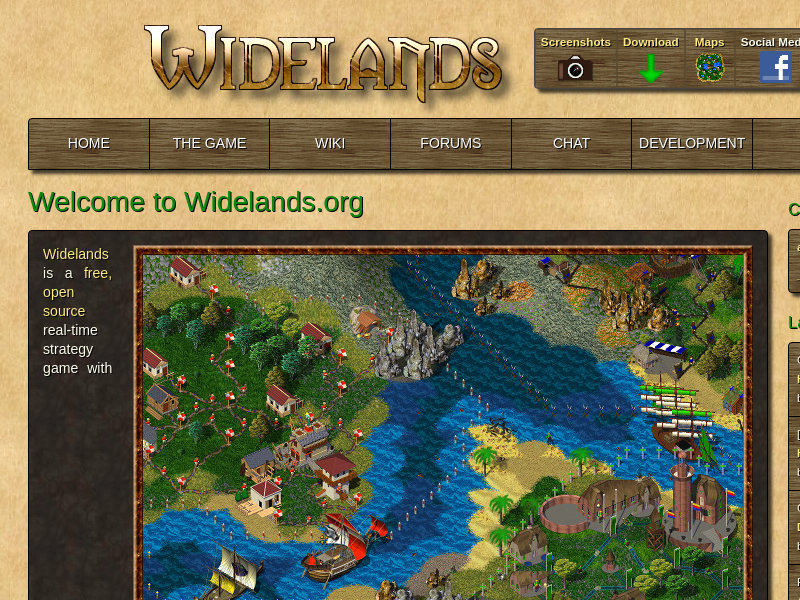 WIDELANDS
Screenshots Download Maps Social Med
HOME THE GAME WIKI FORUMS CHAT DEVELOPMENT
Welcome to Widelands.org
Widelands
is a free,
open
source
real-time
strategy
game with